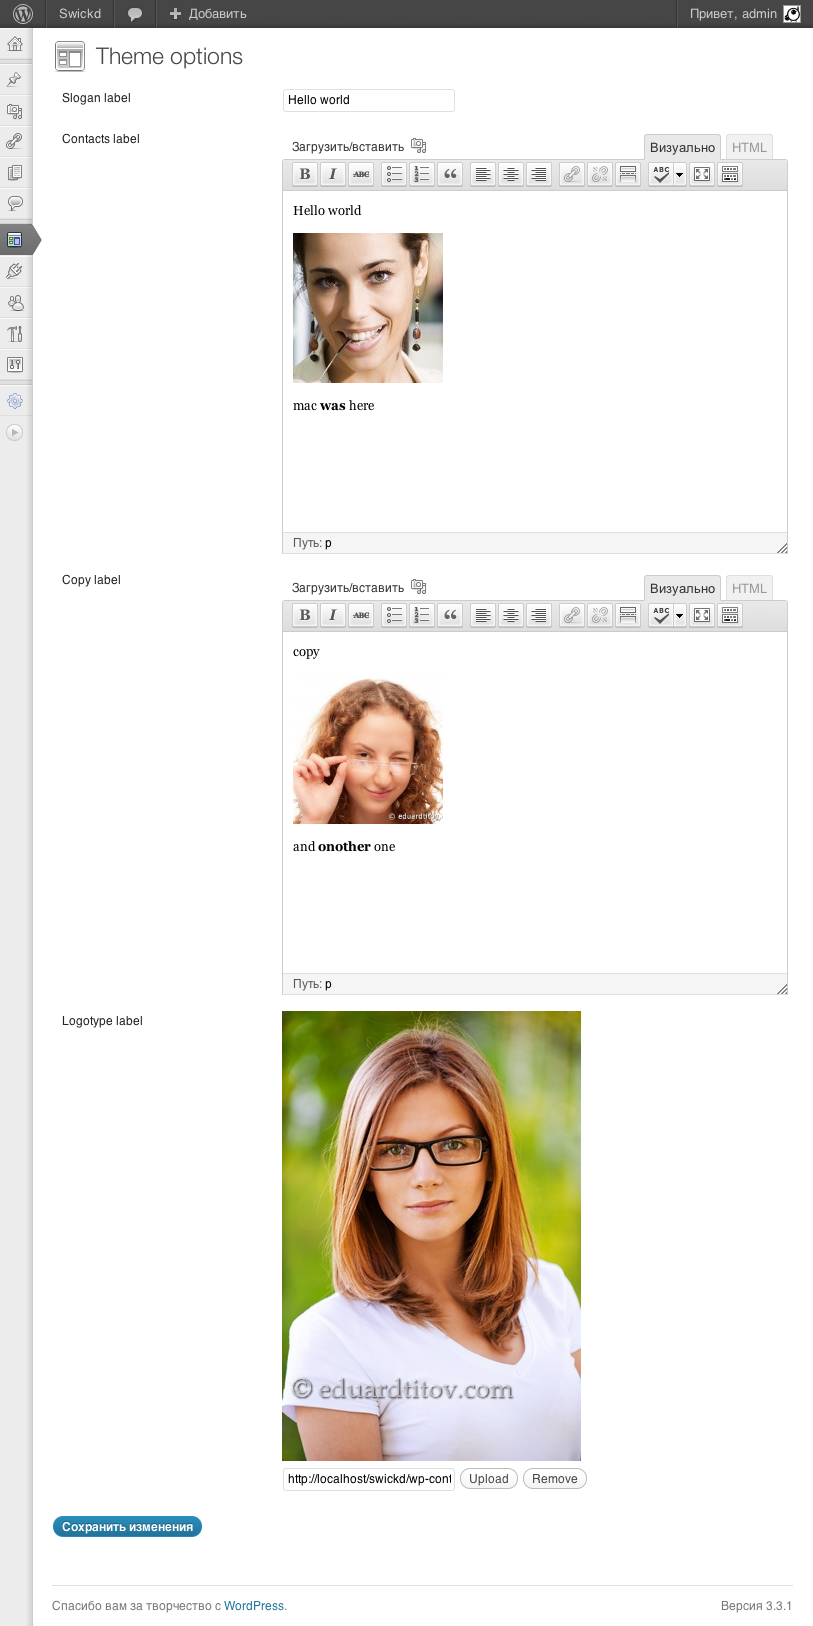 Swickd
Добавить
Привет, admin
Theme options
Slogan label
Hello world
Contacts label
Загрузить/вставить
Визуально
HTML
B I ABC
ABC
Hello world
mac was here
Путь: p
Copy label
Загрузить/вставить
Визуально
HTML
B I ABC
ABC
copy
© eduardtitov
and onother one
Путь: p
Logotype label
© eduardtitov.com
http://localhost/swickd/wp-cont
Upload
Remove
Сохранить изменения
Спасибо вам за творчество с WordPress.
Версия 3.3.1